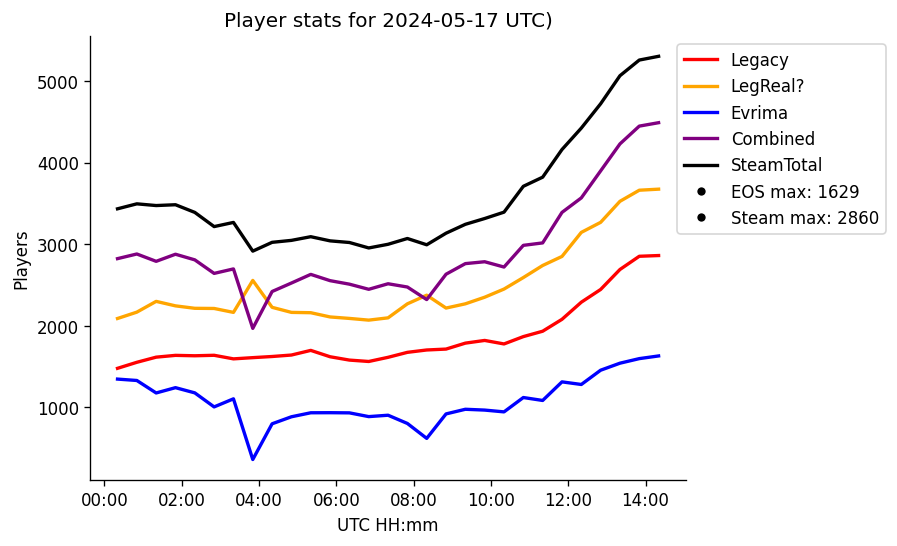 Player stats for 2024-05-17 UTC)
Legacy
LegReal?
Evrima
Combined
SteamTotal
EOS max: 1629
Steam max: 2860
Players
5000
4000
3000
2000
1000
00:00 02:00 04:00 06:00 08:00 10:00 12:00 14:00
UTC HH:mm